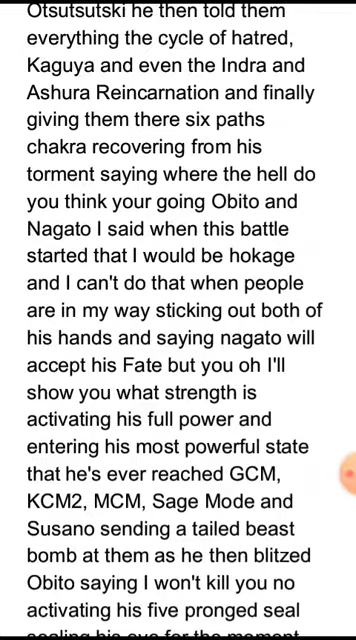 Otsutsutski he then told them
everything the cycle of hatred,
Kaguya and even the Indra and
Ashura Reincarnation and finally
giving them there six paths
chakra recovering from his
torment saying where the hell do
you think your going Obito and
Nagato I said when this battle
started that I would be hokage
and I can't do that when people
are in my way sticking out both of
his hands and saying nagato will
accept his Fate but you oh I'll
show you what strength is
activating his full power and
entering his most powerful state
that he's ever reached GCM,
KCM2, MCM, Sage Mode and
Susano sending a tailed beast
bomb at them as he then blitzed
Obito saying I won't kill you no
activating his five pronged seal
sealing his eye for the moment